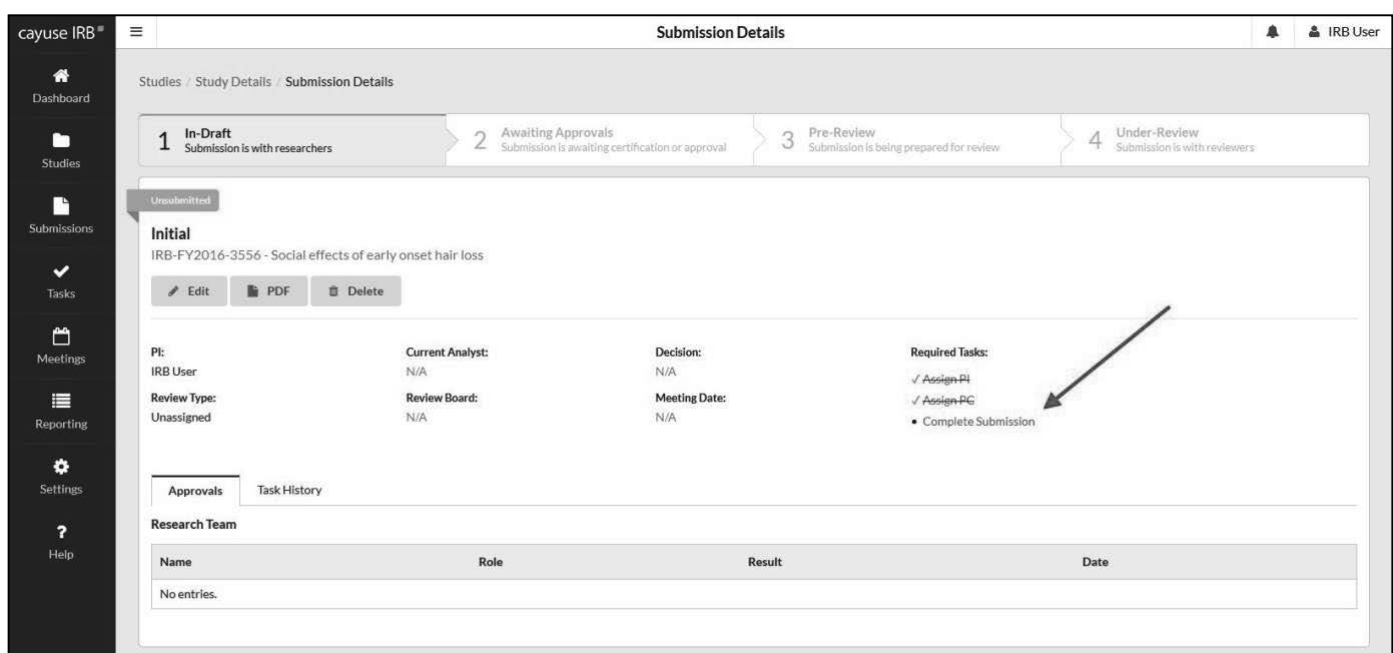 cayuse IRB
Submission Details
IRB User
Dashboard
Studies
Submissions
Tasks
Meetings
Reporting
Settings
? Help
Studies / Study Details / Submission Details
1 In-Draft
Submission is with researchers
2 Awaiting Approvals
Submission is awaiting certification or approval
3 Pre-Review
Submission is being prepared for review
4 Under-Review
Submission is with reviewers
Unsubmitted
Initial
IRB-FY2016-3556 - Social effects of early onset hair loss
Edit PDF Delete
PI:
IRB User
Current Analyst:
N/A
Decision:
N/A
Required Tasks:
✓ Assign PI
✓ Assign PC
• Complete Submission
Review Type:
Unassigned
Review Board:
N/A
Meeting Date:
N/A
Approvals Task History
Research Team
Name Role Result Date
No entries.